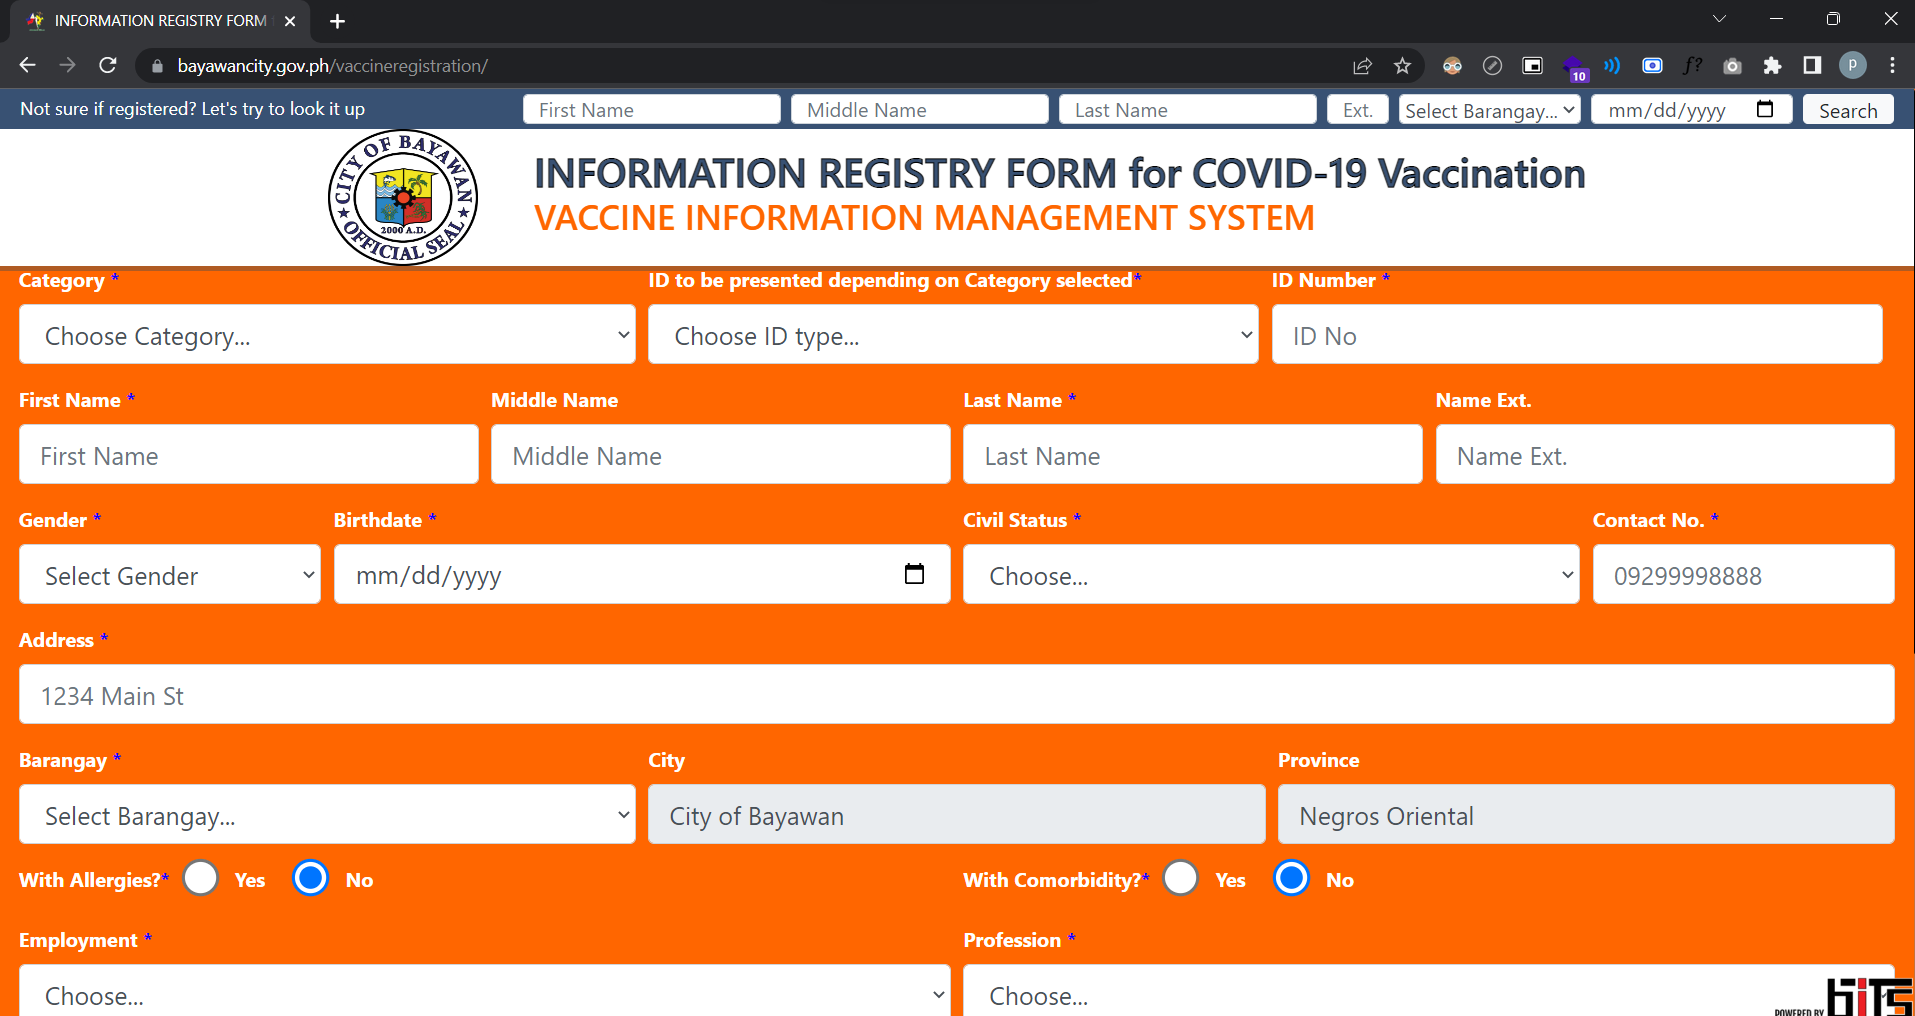 INFORMATION REGISTRY FORM
bayawancity.gov.ph/vaccineregistration/
10
f?
P
Not sure if registered? Let's try to look it up
First Name
Middle Name
Last Name
Ext.
Select Barangay...
mm/dd/yyyy
Search
CITY OF BAYAWAN
2000 A.D.
OFFICIAL SEAL
INFORMATION REGISTRY FORM for COVID-19 Vaccination
VACCINE INFORMATION MANAGEMENT SYSTEM
Category * ID to be presented depending on Category selected* ID Number *
Choose Category... Choose ID type... ID No
First Name * Middle Name Last Name * Name Ext.
First Name Middle Name Last Name Name Ext.
Gender * Birthdate * Civil Status * Contact No. *
Select Gender mm/dd/yyyy Choose... 09299998888
Address *
1234 Main St
Barangay * City Province
Select Barangay... City of Bayawan Negros Oriental
With Allergies?* Yes No With Comorbidity?* Yes No
Employment * Profession *
Choose... Choose...
POWERED BY BITS